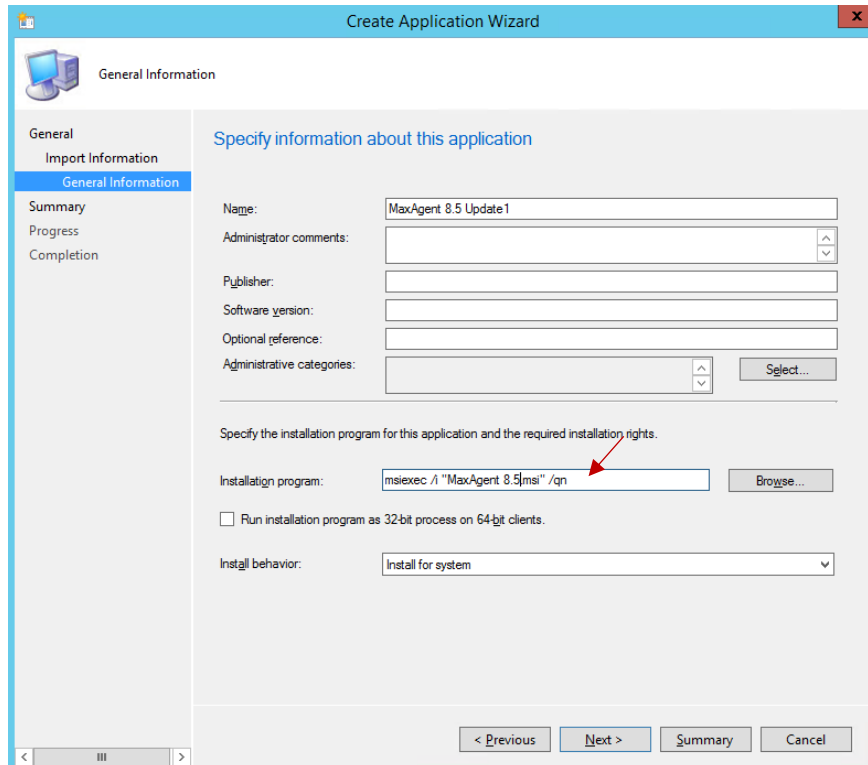 Create Application Wizard
x
General Information
General
Import Information
General Information
Summary
Progress
Completion
Specify information about this application
Name: MaxAgent 8.5 Update1
Administrator comments:
Publisher:
Software version:
Optional reference:
Administrative categories: Select...
Specify the installation program for this application and the required installation rights.
Installation program: msiexec /i "MaxAgent 8.5.msi" /qn Browse...
Run installation program as 32-bit process on 64-bit clients.
Install behavior: Install for system
< Previous Next > Summary Cancel